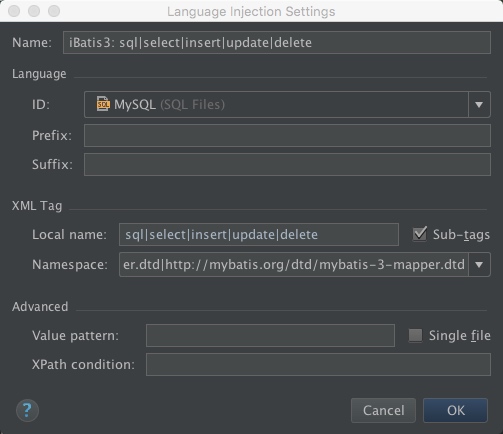 Language Injection Settings
Name: iBatis3: sql|select|insert|update|delete
Language
ID: SQL MySQL (SQL Files)
Prefix:
Suffix:
XML Tag
Local name: sql|select|insert|update|delete Sub-tags
Namespace: er.dtd|http://mybatis.org/dtd/mybatis-3-mapper.dtd
Advanced
Value pattern: Single file
XPath condition:
? Cancel OK